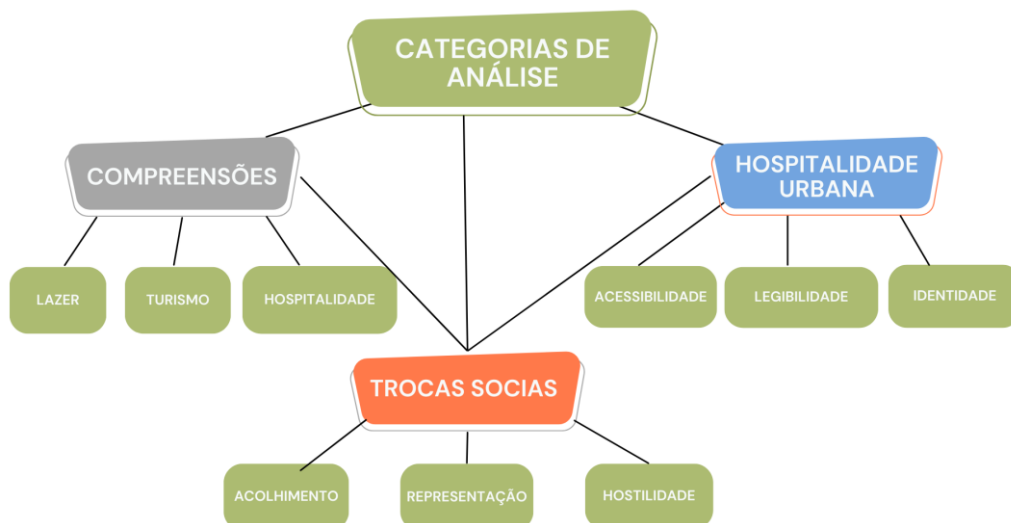 CATEGORIAS DE
ANÁLISE
COMPREENSÕES
HOSPITALIDADE
URBANA
LAZER
TURISMO
HOSPITALIDADE
ACESSIBILIDADE
LEGIBILIDADE
IDENTIDADE
TROCAS SOCIAS
ACOLHIMENTO
REPRESENTAÇÃO
HOSTILIDADE